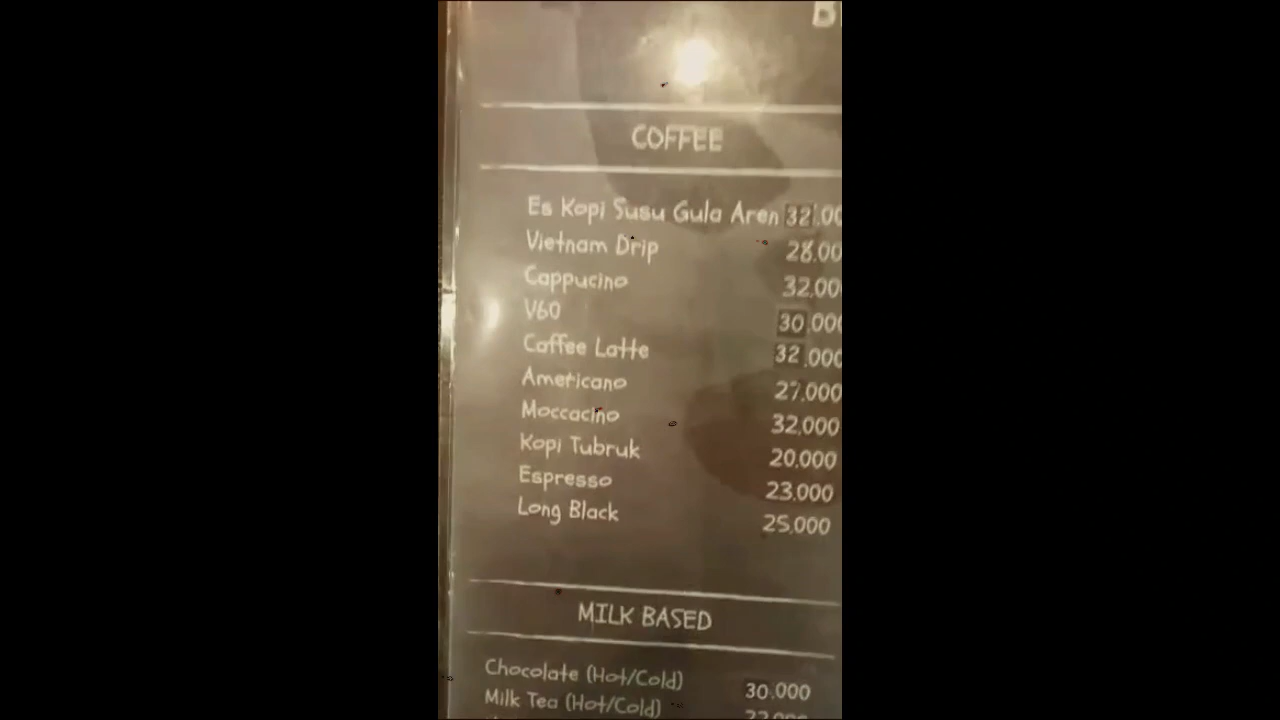 COFFEE
Es Kopi Susu Gula Aren 32.00
Vietnam Drip 28.00
Cappucino 32.00
V60 30.000
Caffee Latte 32.000
Americano 27.000
Moccacino 32.000
Kopi Tubruk 20.000
Espresso 23.000
Long Black 25.000
MILK BASED
Chocolate (Hot/Cold) 30.000
Milk Tea (Hot/Cold)